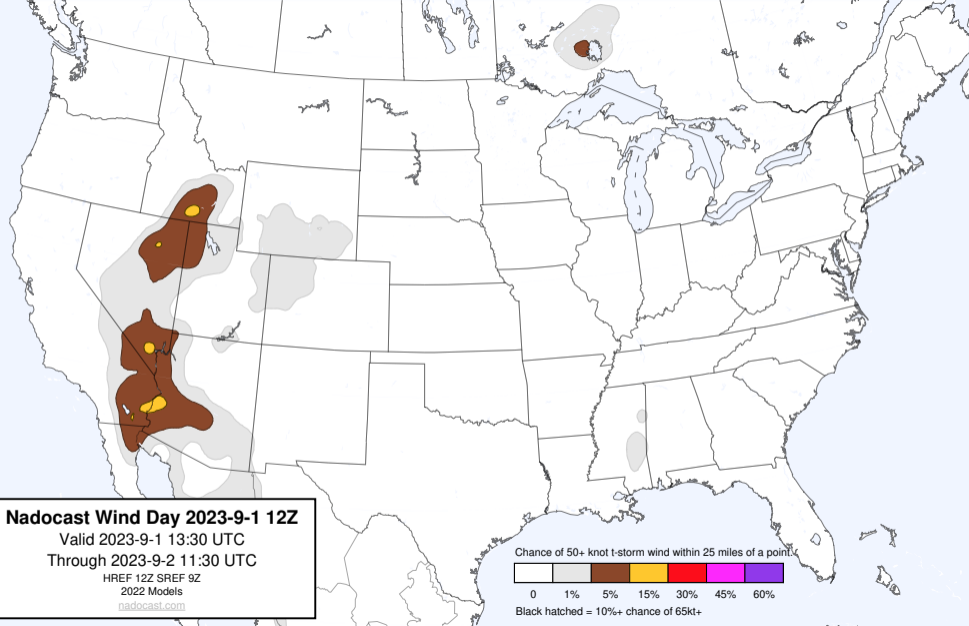 Nadocast Wind Day 2023-9-1 12Z
Valid 2023-9-1 13:30 UTC
Through 2023-9-2 11:30 UTC
HREF 12Z SREF 9Z
2022 Models
nadocast.com
Chance of 50+ knot t-storm wind within 25 miles of a point.
0 1% 5% 15% 30% 45% 60%
Black hatched = 10%+ chance of 65kt+